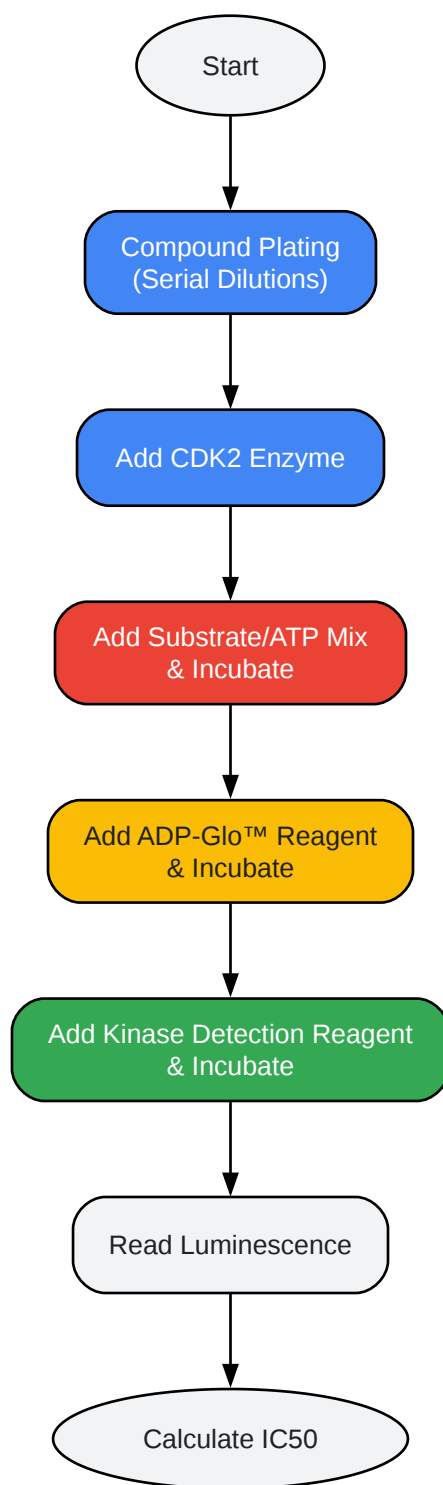 Start
Compound Plating
(Serial Dilutions)
Add CDK2 Enzyme
Add Substrate/ATP Mix
& Incubate
Add ADP-Glo™ Reagent
& Incubate
Add Kinase Detection Reagent
& Incubate
Read Luminescence
Calculate IC50